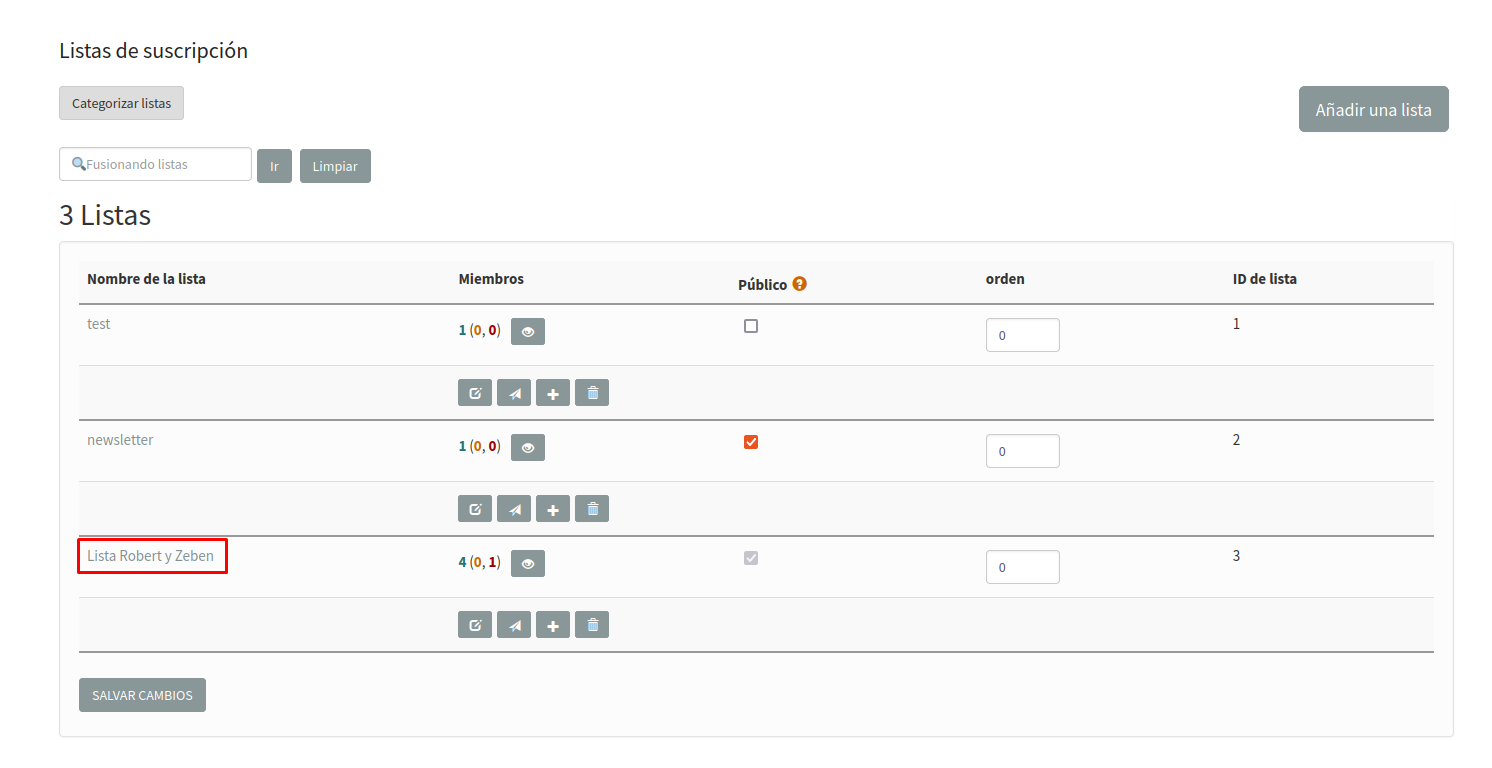 Listas de suscripción
Categorizar listas
Añadir una lista
Fusionando listas Ir Limpiar
3 Listas
Nombre de la lista Miembros Público ? orden ID de lista
test 1 (0, 0) 0 1
newsletter 1 (0, 0) 0 2
Lista Robert y Zeben 4 (0, 1) 0 3
SALVAR CAMBIOS